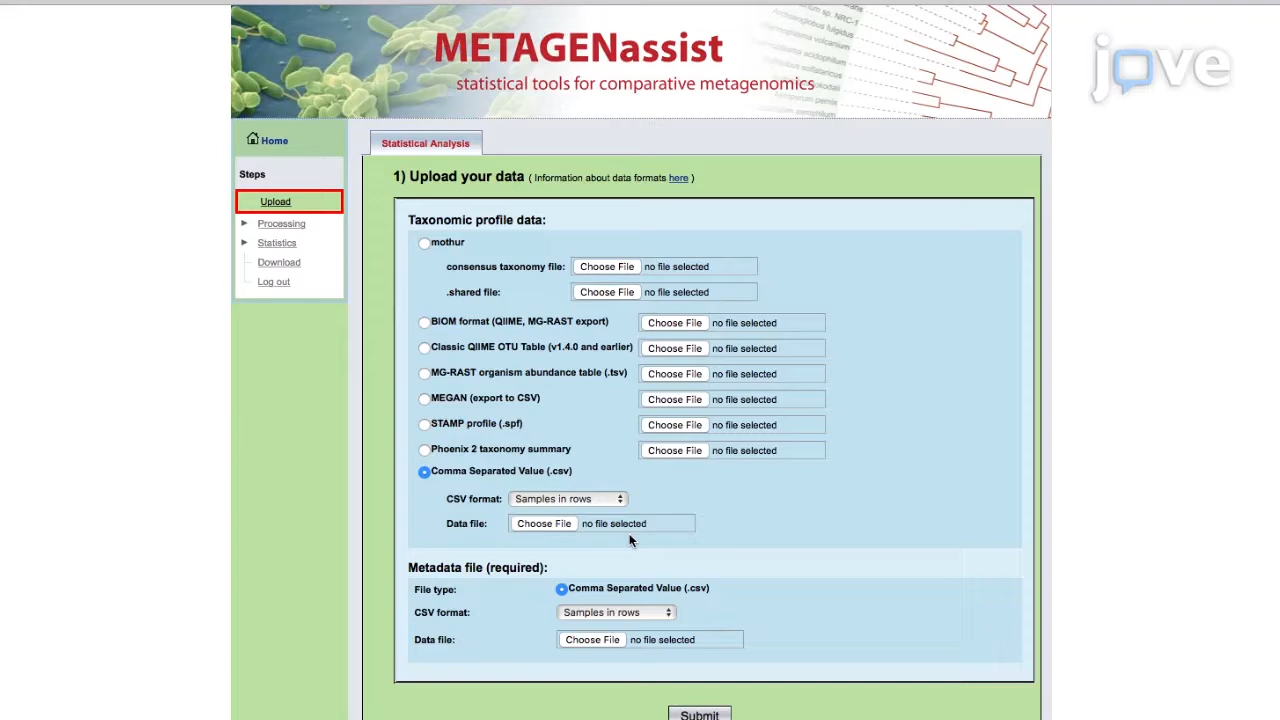 METAGENassist
statistical tools for comparative metagenomics
jove
Home
Statistical Analysis
Steps
Upload
Processing
Statistics
Download
Log out
1) Upload your data ( Information about data formats here )
Taxonomic profile data:
mothur
consensus taxonomy file: Choose File no file selected
.shared file: Choose File no file selected
BIOM format (QIIME, MG-RAST export) Choose File no file selected
Classic QIIME OTU Table (v1.4.0 and earlier) Choose File no file selected
MG-RAST organism abundance table (.tsv) Choose File no file selected
MEGAN (export to CSV) Choose File no file selected
STAMP profile (.spf) Choose File no file selected
Phoenix 2 taxonomy summary Choose File no file selected
Comma Separated Value (.csv)
CSV format: Samples in rows
Data file: Choose File no file selected
Metadata file (required):
File type: Comma Separated Value (.csv)
CSV format: Samples in rows
Data file: Choose File no file selected
Submit